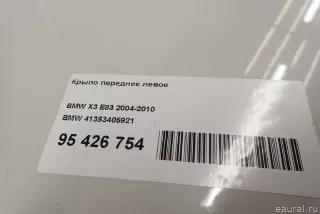 Крыло переднее левое
BMW X3 E83 2004-2010
BMW 41353405921
95 426 754
eaural.ru